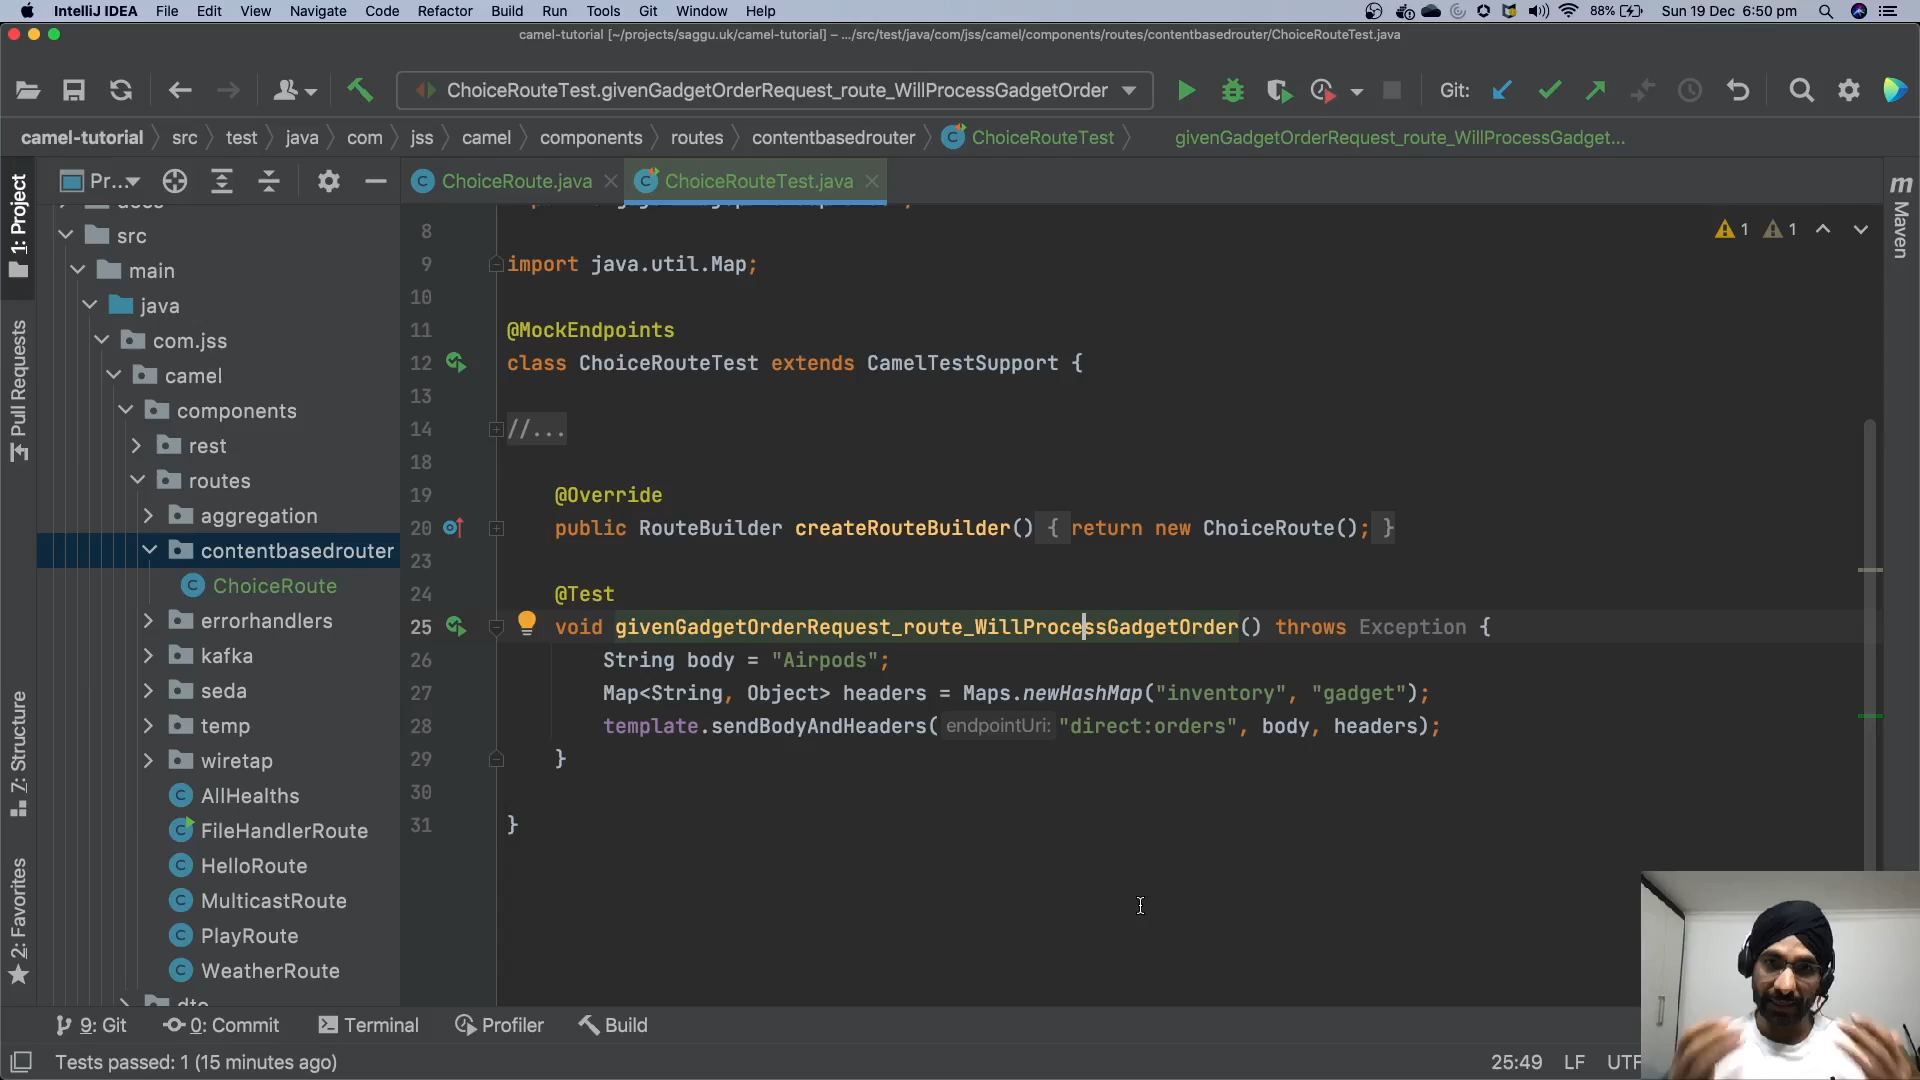 IntelliJ IDEA File Edit View Navigate Code Refactor Build Run Tools Git Window Help 88% Sun 19 Dec 6:50 pm
camel-tutorial [~/projects/saggu.uk/camel-tutorial] – .../src/test/java/com/jss/camel/components/routes/contentbasedrouter/ChoiceRouteTest.java
ChoiceRouteTest.givenGadgetOrderRequest_route_WillProcessGadgetOrder Git:
camel-tutorial src test java com jss camel components routes contentbasedrouter ChoiceRouteTest givenGadgetOrderRequest_route_WillProcessGadget...
Pr... ChoiceRoute.java ChoiceRouteTest.java
1: Project
Pull Requests
Z: Structure
2: Favorites
src
main
java
com.jss
camel
components
rest
routes
aggregation
contentbasedrouter
ChoiceRoute
errorhandlers
kafka
seda
temp
wiretap
AllHealths
FileHandlerRoute
HelloRoute
MulticastRoute
PlayRoute
WeatherRoute
8
9 import java.util.Map;
10
11 @MockEndpoints
12 class ChoiceRouteTest extends CamelTestSupport {
13
14 //...
18
19 @Override
20 public RouteBuilder createRouteBuilder() { return new ChoiceRoute(); }
23
24 @Test
25 void givenGadgetOrderRequest_route_WillProcessGadgetOrder() throws Exception {
26 String body = "Airpods";
27 Map<String, Object> headers = Maps.newHashMap("inventory", "gadget");
28 template.sendBodyAndHeaders( endpointUri: "direct:orders", body, headers);
29 }
30
31 }
1 1
m Maven
9: Git 0: Commit Terminal Profiler Build
Tests passed: 1 (15 minutes ago) 25:49 LF UTF